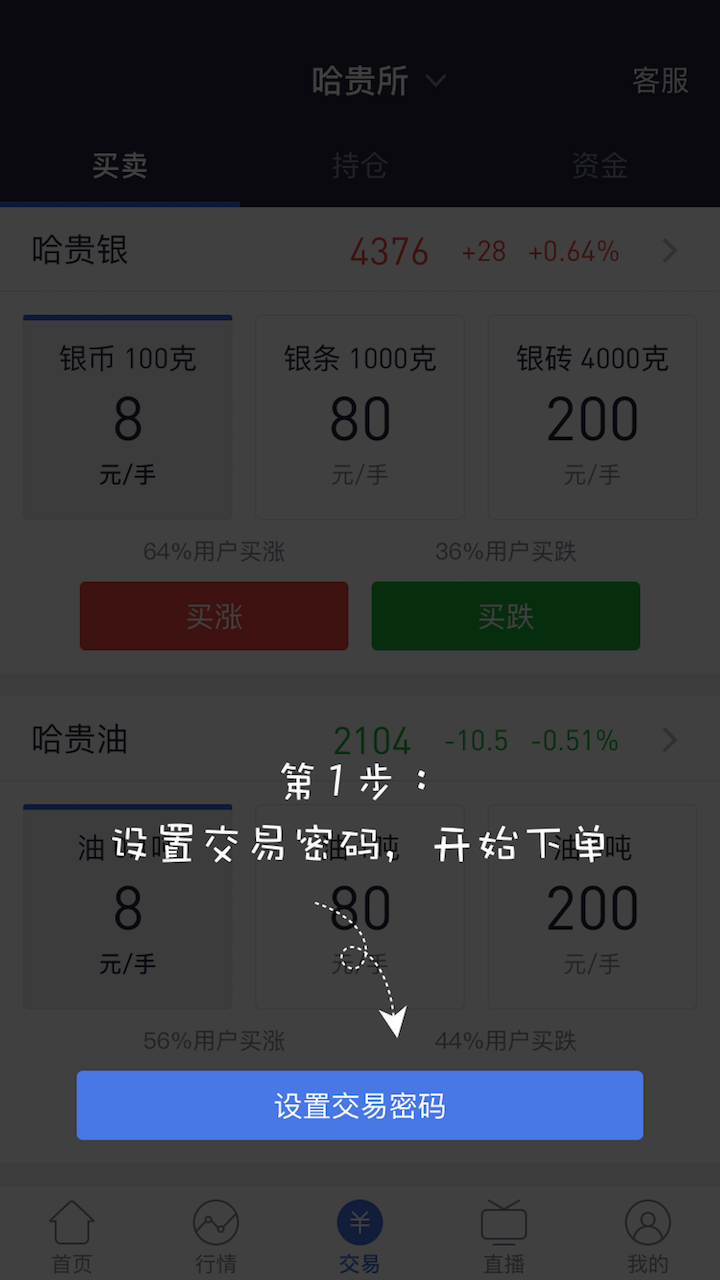 哈贵所 客服
买卖 持仓 资金
哈贵银 4376 +28 +0.64%
银币 100克 银条 1000克 银砖 4000克
8 80 200
元/手 元/手 元/手
64%用户买涨 36%用户买跌
买涨 买跌
哈贵油 2104 -10.5 -0.51%
第1步：
设置交易密码, 开始下单
油 吨 油 吨 油 吨
8 80 200
元/手 元/手 元/手
56%用户买涨 44%用户买跌
设置交易密码
首页 行情 交易 直播 我的